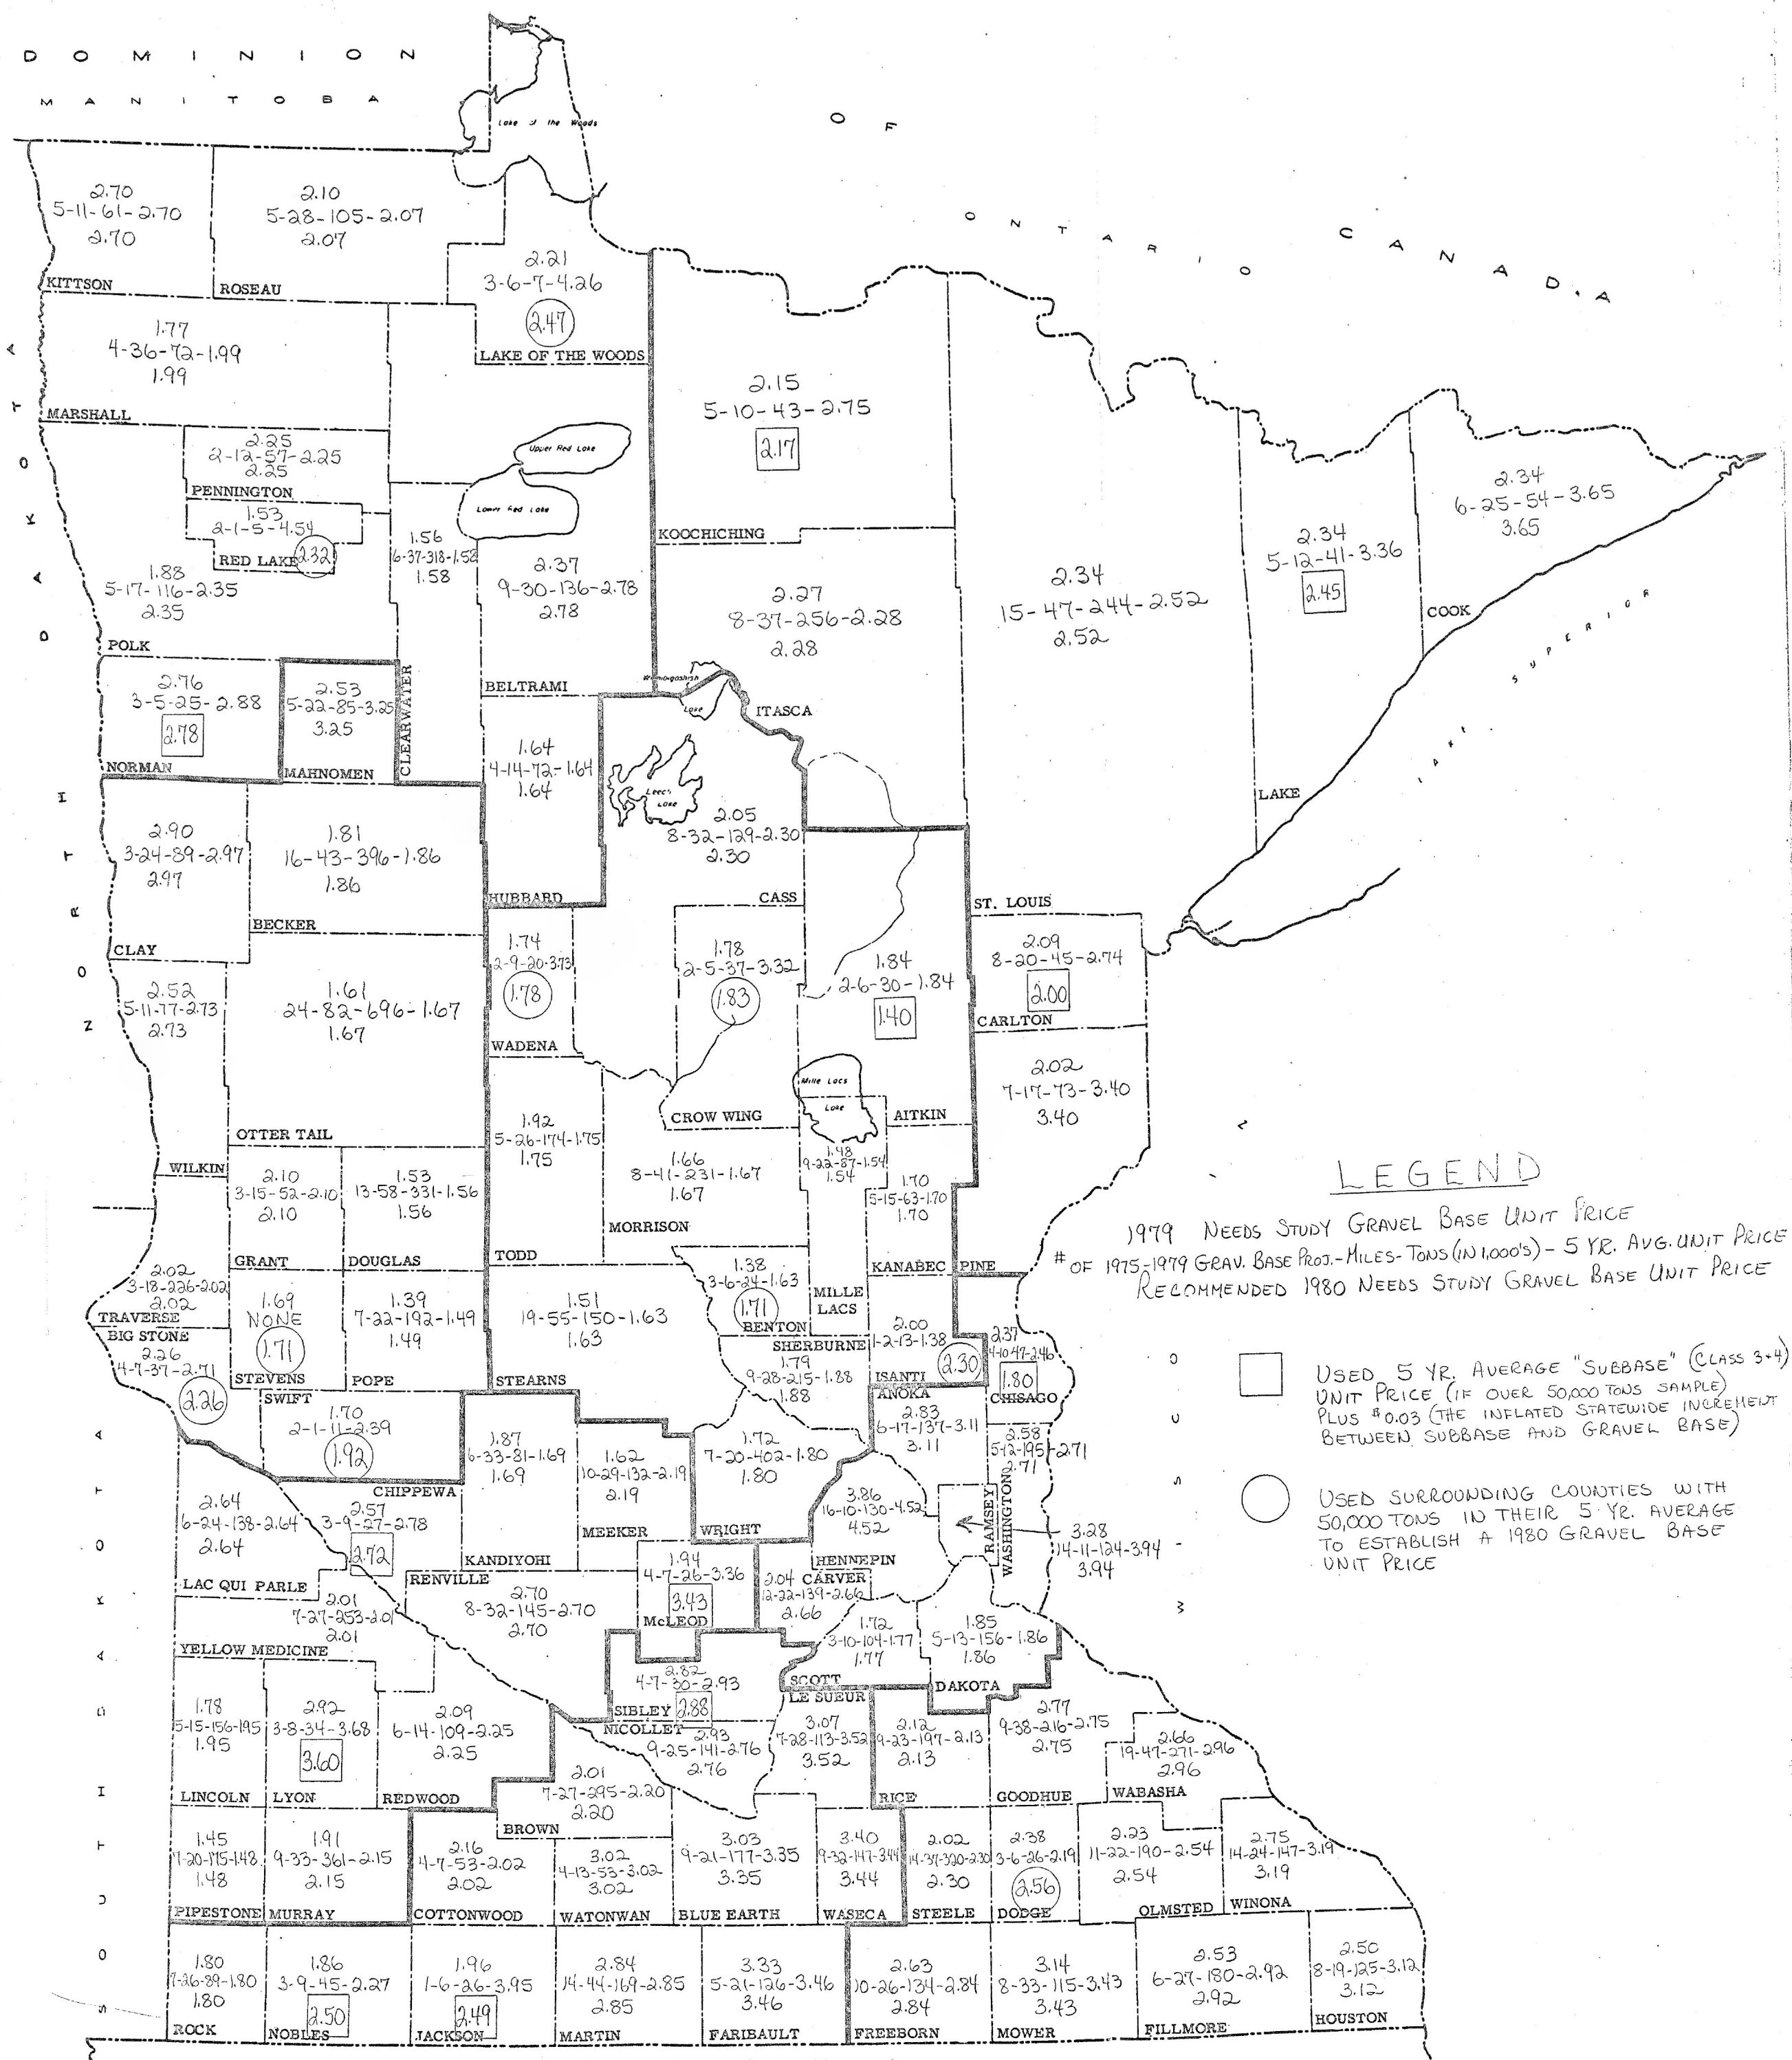 DOMINION
MANITOBA
OF
ONTARIO
CANADA
Lake of the Woods
2.70
5-11-61-2.70
2.70
KITTSON
2.10
5-28-105-2.07
2.07
ROSEAU
2.21
3-6-7-4.26
2.47
LAKE OF THE WOODS
1.77
4-36-72-1.99
1.99
MARSHALL
2.15
5-10-43-2.75
2.17
KOOCHICHING
Upper Red Lake
Lower Red Lake
2.25
2-12-57-2.25
2.25
PENNINGTON
1.53
2-1-5-4.54
RED LAKE 2.32
1.88
5-17-116-2.35
2.35
POLK
1.56
6-37-318-1.58
1.58
CLEARWATER
2.37
9-30-136-2.78
2.78
BELTRAMI
2.27
8-37-256-2.28
2.28
ITASCA
2.34
15-47-244-2.52
2.52
ST. LOUIS
2.34
5-12-41-3.36
2.45
LAKE
2.34
6-25-54-3.65
3.65
COOK
LAKE SUPERIOR
NORTH DAKOTA
2.76
3-5-25-2.88
2.78
NORMAN
2.53
5-22-85-3.25
3.25
MAHNOMEN
1.64
4-14-72-1.64
1.64
HUBBARD
Lake
Leech
Lake
2.05
8-32-129-2.30
2.30
CASS
2.90
3-24-89-2.97
2.97
CLAY
1.81
16-43-396-1.86
1.86
BECKER
1.74
2-9-20-3.73
1.78
WADENA
1.78
2-5-37-3.32
1.83
CROW WING
1.84
2-6-30-1.84
1.40
AITKIN
Mille Lacs
Lake
2.09
8-20-45-2.74
2.00
CARLTON
2.02
7-17-73-3.40
3.40
PINE
2.52
5-11-77-2.73
2.73
WILKIN
1.61
24-82-696-1.67
1.67
OTTER TAIL
1.92
5-26-174-1.75
1.75
TODD
1.66
8-41-231-1.67
1.67
MORRISON
1.48
9-22-87-1.54
1.54
MILLE
LACS
1.70
5-15-63-1.70
1.70
KANABEC
2.10
3-15-52-2.10
2.10
GRANT
1.53
13-58-331-1.56
1.56
DOUGLAS
LEGEND
1979 NEEDS STUDY GRAVEL BASE UNIT PRICE
# OF 1975-1979 GRAV. BASE PROJ.-MILES-TONS (IN 1,000's) - 5 YR. AVG. UNIT PRICE
RECOMMENDED 1980 NEEDS STUDY GRAVEL BASE UNIT PRICE
USED 5 YR. AVERAGE "SUBBASE" (CLASS 3+4)
UNIT PRICE (IF OVER 50,000 TONS SAMPLE)
PLUS $0.03 (THE INFLATED STATEWIDE INCREMENT
BETWEEN SUBBASE AND GRAVEL BASE)
USED SURROUNDING COUNTIES WITH
50,000 TONS IN THEIR 5 YR. AVERAGE
TO ESTABLISH A 1980 GRAVEL BASE
UNIT PRICE
2.02
3-18-226-2.02
2.02
TRAVERSE
BIG STONE
2.26
4-7-37-2.71
2.26
1.69
NONE
1.71
STEVENS
1.39
7-22-192-1.49
1.49
POPE
1.51
19-55-150-1.63
1.63
STEARNS
1.38
3-6-24-1.63
1.71
BENTON
SHERBURNE
1.79
9-28-215-1.88
1.88
2.00
1-2-13-1.38
2.30
ISANTI
2.37
4-10-47-2.46
1.80
CHISAGO
SWIFT
1.70
2-1-11-2.39
1.92
1.87
6-33-81-1.69
1.69
KANDIYOHI
1.62
10-29-132-2.19
2.19
MEEKER
1.72
7-20-402-1.80
1.80
WRIGHT
ANOKA
2.83
6-17-137-3.11
3.11
2.58
5-12-195-2.71
2.71
WASHINGTON
RAMSEY
3.28
14-11-124-3.94
3.94
3.86
16-10-130-4.52
4.52
HENNEPIN
CHIPPEWA
2.57
3-9-27-2.78
2.72
2.64
6-24-138-2.64
2.64
LAC QUI PARLE
2.01
7-27-253-2.01
2.01
YELLOW MEDICINE
RENVILLE
2.70
8-32-145-2.70
2.70
1.94
4-7-26-3.36
3.43
McLEOD
2.04 CARVER
12-22-139-2.66
2.66
1.72
3-10-104-1.77
1.77
SCOTT
1.85
5-13-156-1.86
1.86
DAKOTA
2.82
4-7-30-2.93
SIBLEY 2.88
1.78
5-15-156-1.95
1.95
LINCOLN
2.92
3-8-34-3.68
3.60
LYON
2.09
6-14-109-2.25
2.25
REDWOOD
NICOLLET
2.93
9-25-141-2.76
2.76
LE SUEUR
3.07
7-28-113-3.52
3.52
2.12
9-23-197-2.13
2.13
RICE
2.77
9-38-216-2.75
2.75
GOODHUE
2.66
19-47-271-2.96
2.96
WABASHA
2.01
7-27-295-2.20
2.20
BROWN
1.45
7-20-175-1.48
1.48
PIPESTONE
1.91
9-33-361-2.15
2.15
MURRAY
2.16
4-7-53-2.02
2.02
COTTONWOOD
3.02
4-13-53-3.02
3.02
WATONWAN
3.03
9-21-177-3.35
3.35
BLUE EARTH
3.40
9-32-147-3.44
3.44
WASECA
2.02
14-37-320-2.30
2.30
STEELE
2.38
3-6-26-2.19
2.56
DODGE
2.23
11-22-190-2.54
2.54
OLMSTED
2.75
14-24-147-3.19
3.19
WINONA
1.80
7-26-89-1.80
1.80
ROCK
1.86
3-9-45-2.27
2.50
NOBLES
1.96
1-6-26-3.95
2.49
JACKSON
2.84
14-44-169-2.85
2.85
MARTIN
3.33
5-21-126-3.46
3.46
FARIBAULT
2.63
10-26-134-2.84
2.84
FREEBORN
3.14
8-33-115-3.43
3.43
MOWER
2.53
6-27-180-2.92
2.92
FILLMORE
2.50
8-19-125-3.12
3.12
HOUSTON
SOUTH DAKOTA